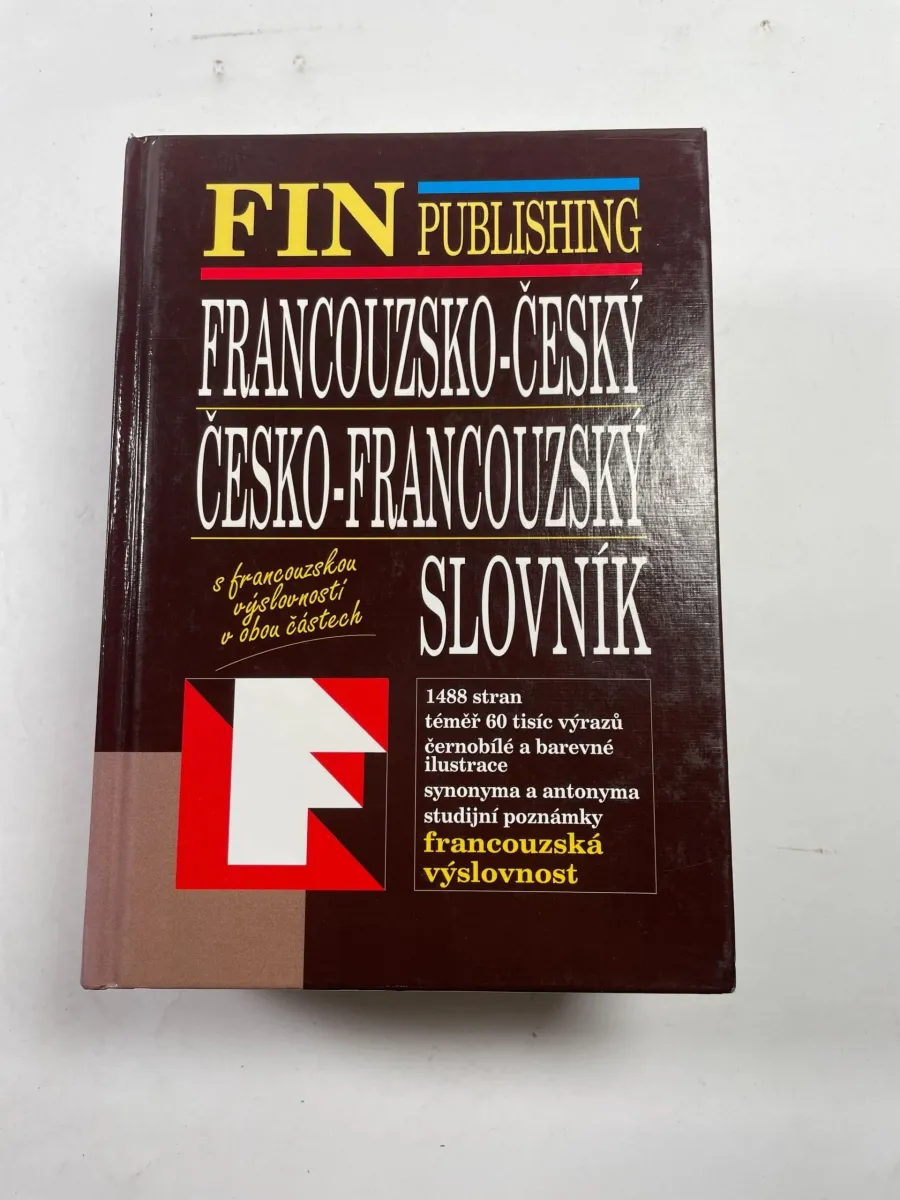 FIN PUBLISHING
FRANCOUZSKO-ČESKÝ
ČESKO-FRANCOUZSKÝ
SLOVNÍK
s francouzskou
výslovností
v obou částech
1488 stran
téměř 60 tisíc výrazů
černobílé a barevné
ilustrace
synonyma a antonyma
studijní poznámky
francouzská
výslovnost